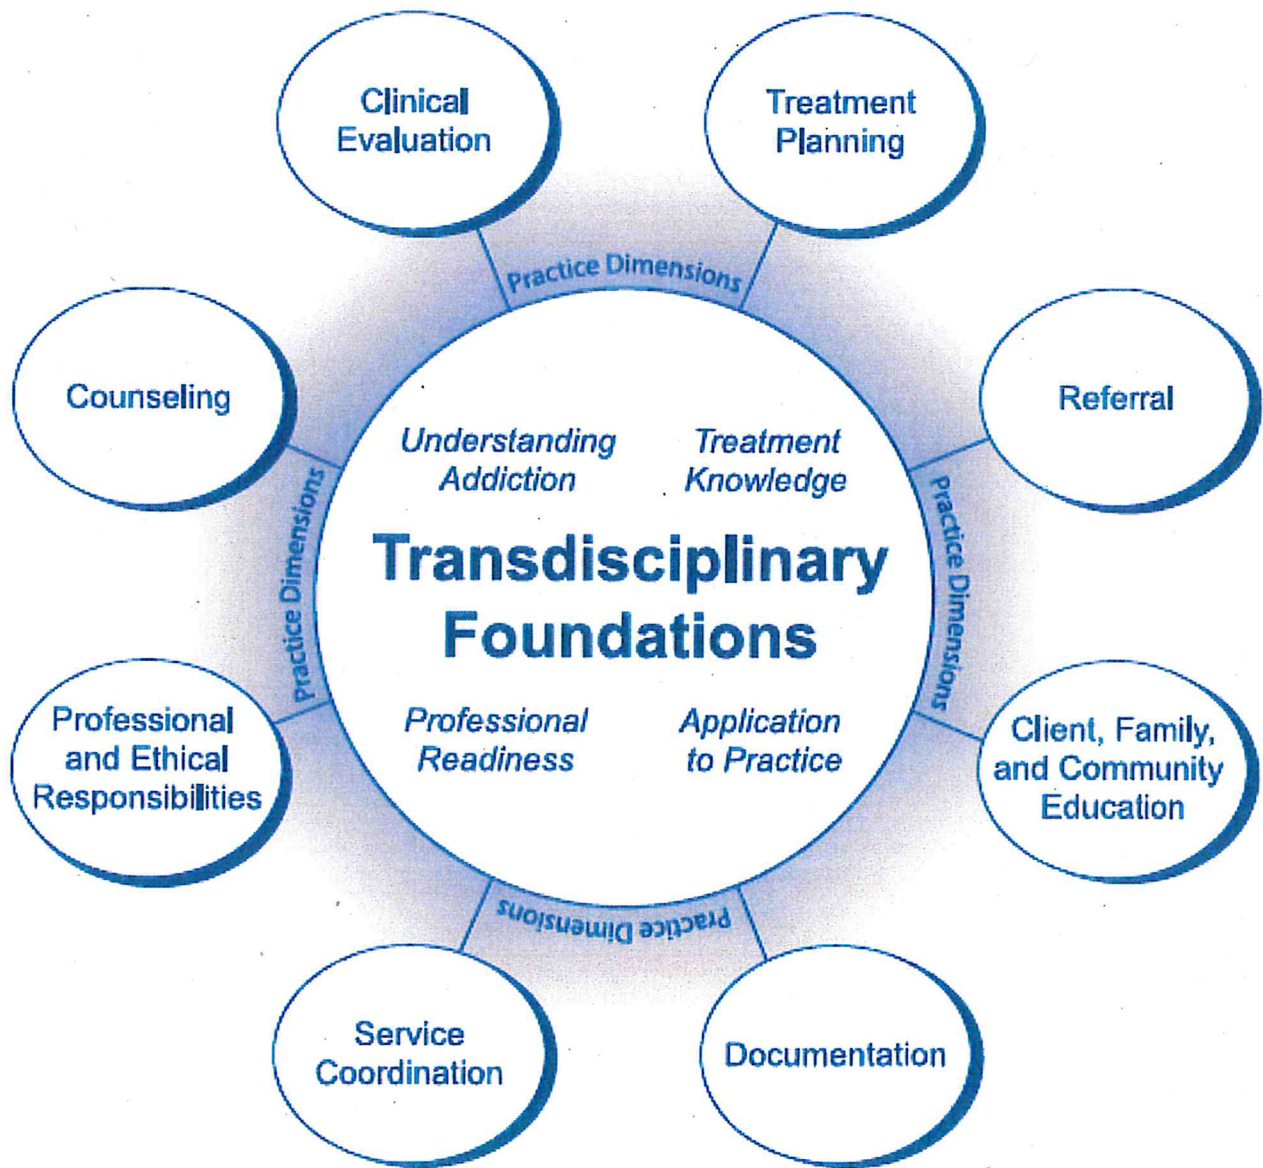 Clinical
Evaluation
Treatment
Planning
Practice Dimensions
Counseling
Referral
Understanding
Addiction
Treatment
Knowledge
Practice Dimensions
Practice Dimensions
Transdisciplinary
Foundations
Professional
Readiness
Application
to Practice
Professional
and Ethical
Responsibilities
Client, Family,
and Community
Education
Practice Dimensions
Service
Coordination
Documentation